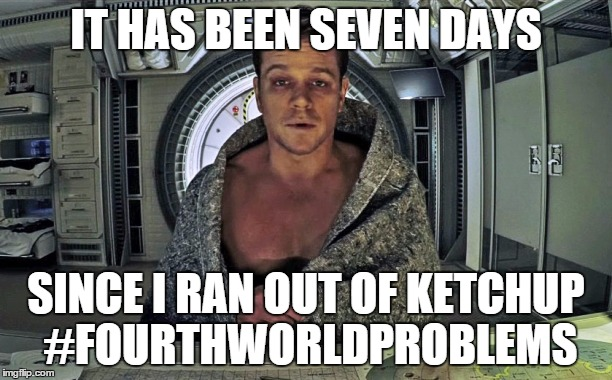 IT HAS BEEN SEVEN DAYS
SINCE I RAN OUT OF KETCHUP
#FOURTHWORLDPROBLEMS
imgflip.com